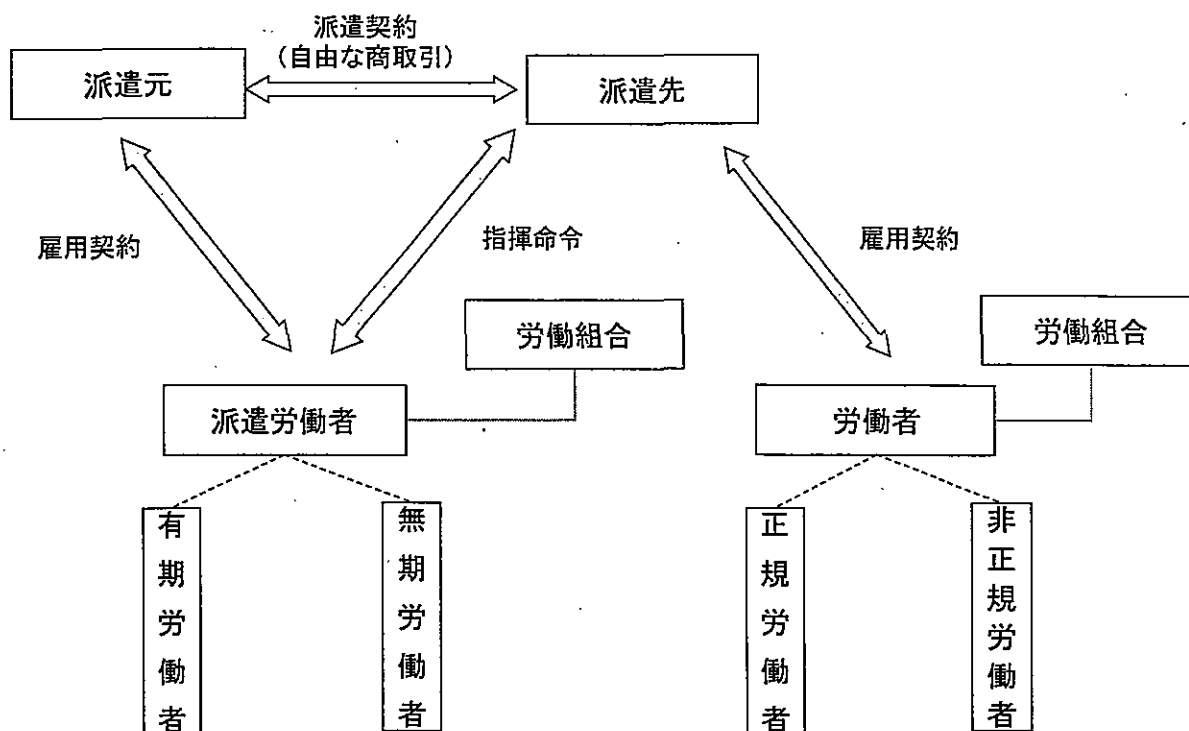 派遣契約
(自由な商取引)
派遣元
派遣先
雇用契約
指揮命令
雇用契約
労働組合
労働組合
派遣労働者
労働者
有期労働者
無期労働者
正規労働者
非正規労働者